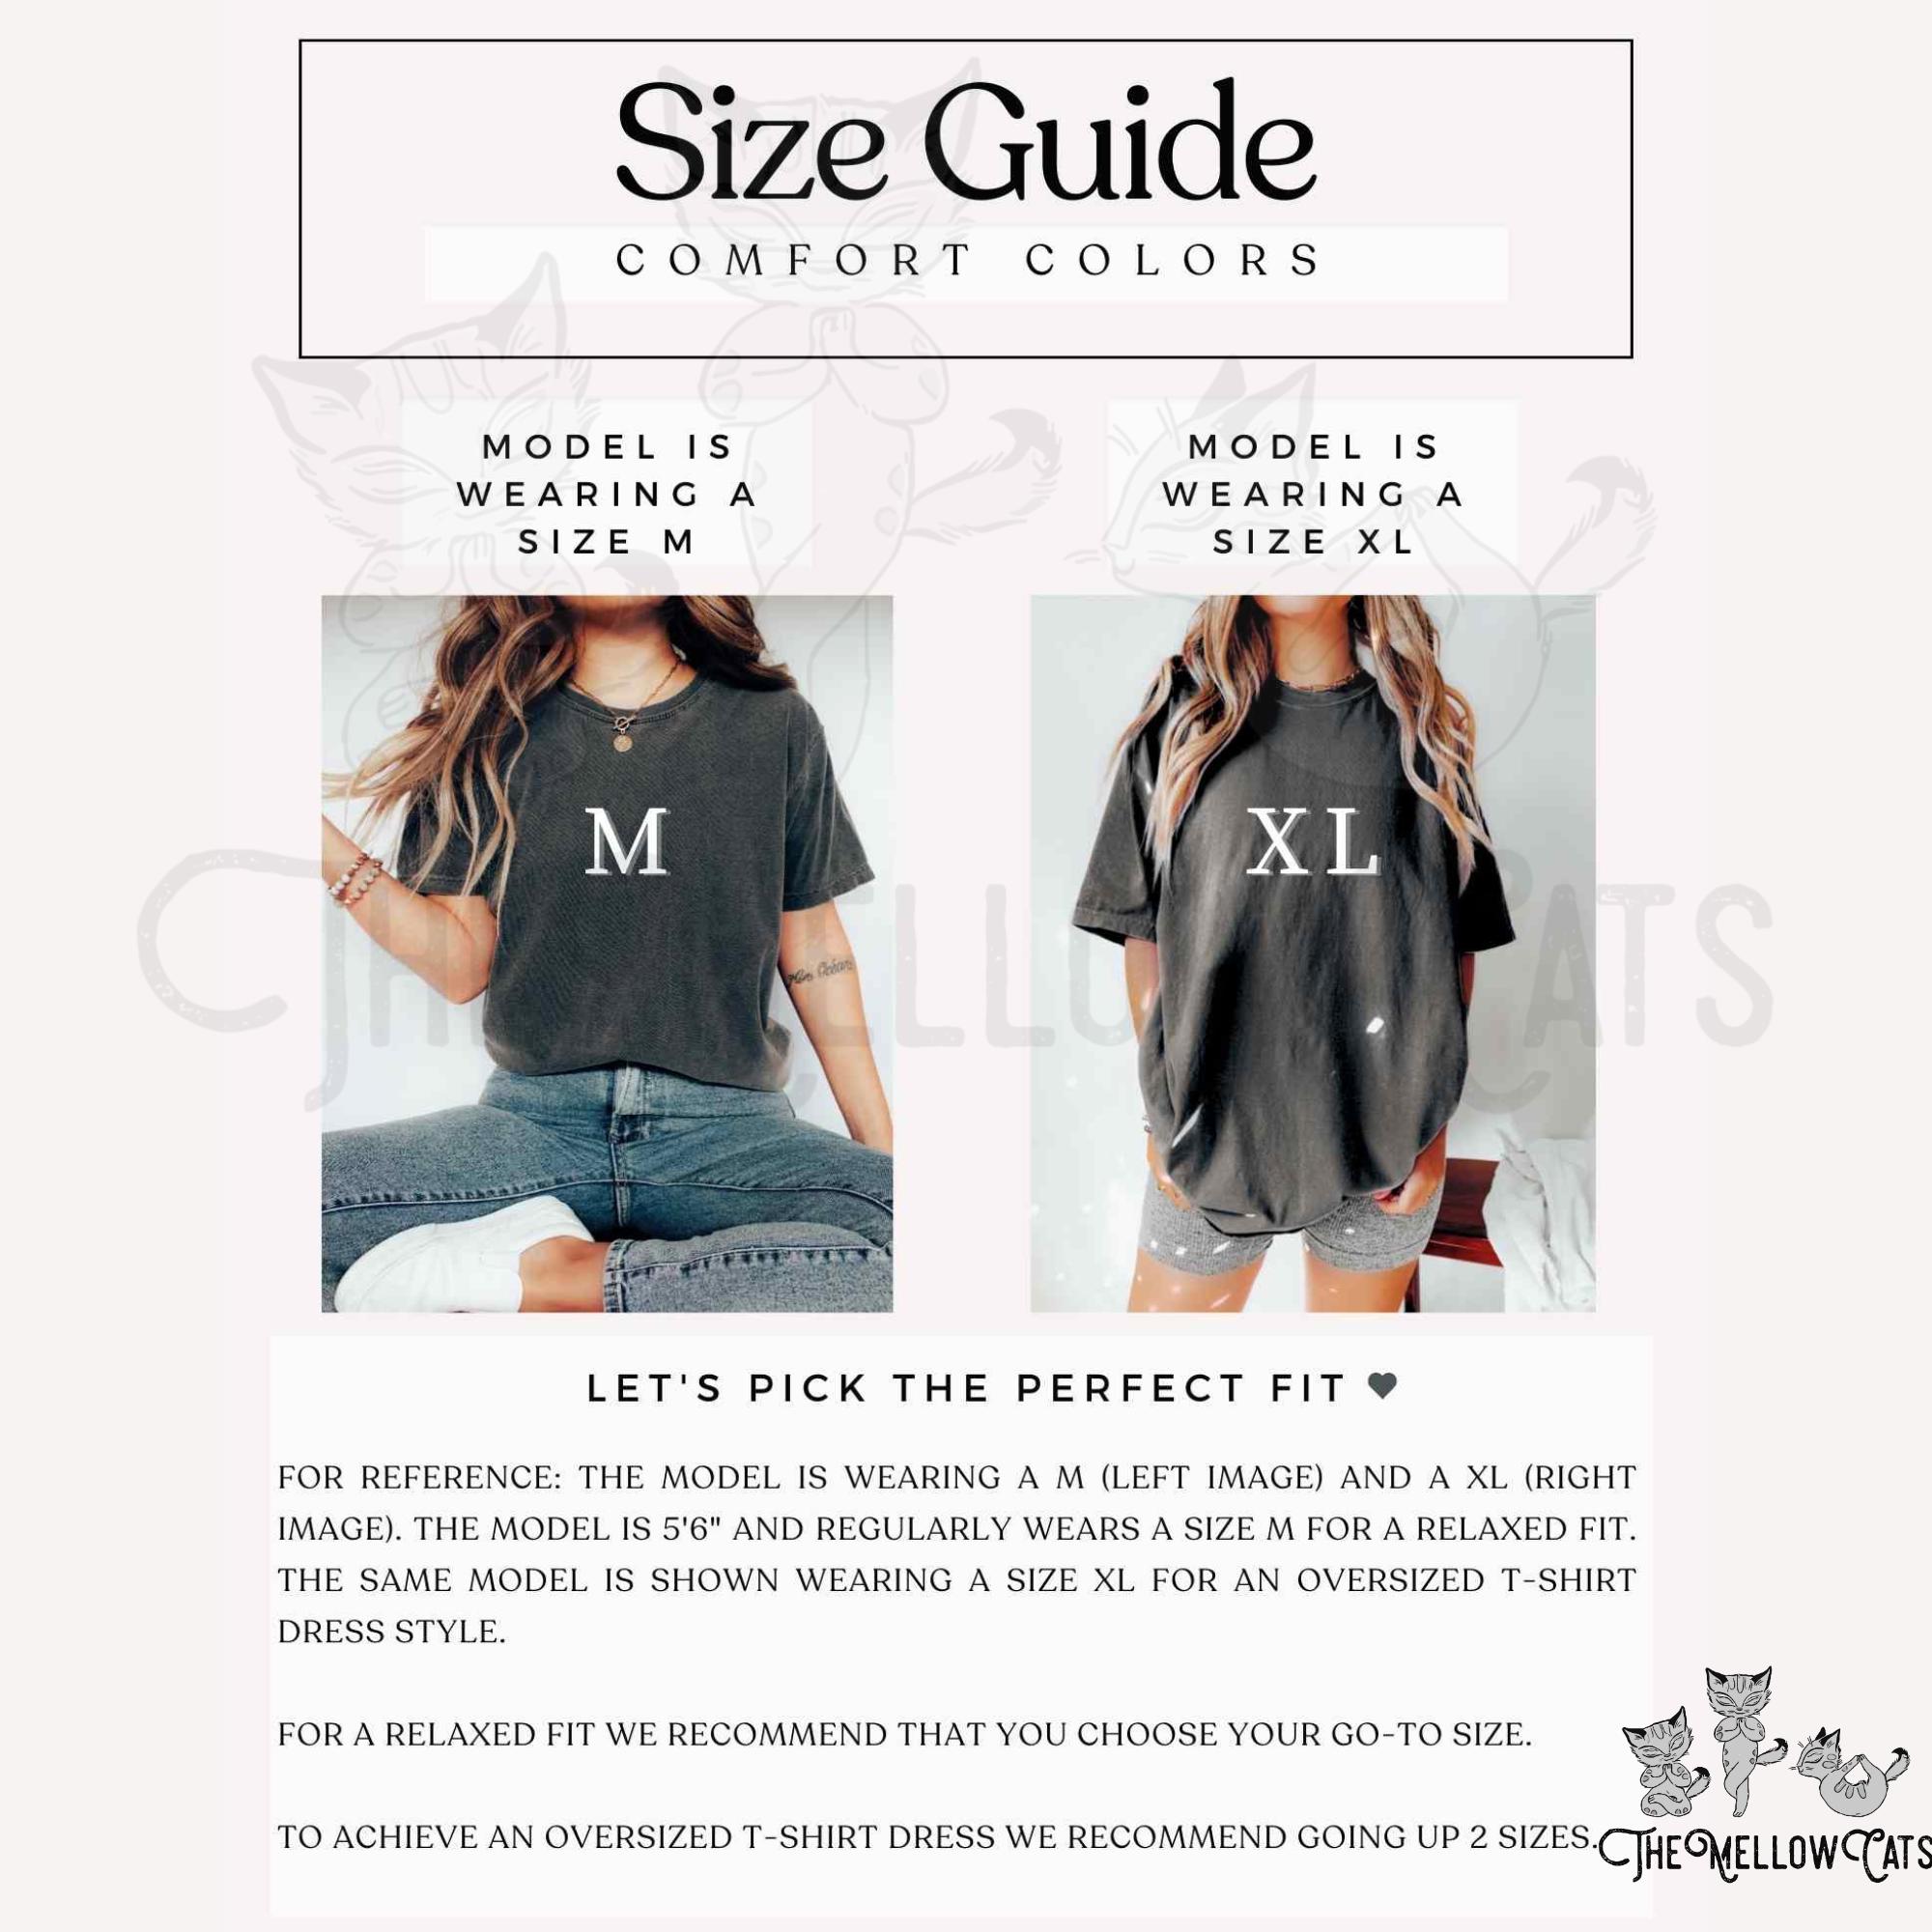 Size Guide
COMFORT COLORS
MODEL IS
WEARING A
SIZE M
MODEL IS
WEARING A
SIZE XL
M
XL
THE MELLOW CATS
LET'S PICK THE PERFECT FIT
FOR REFERENCE: THE MODEL IS WEARING A M (LEFT IMAGE) AND A XL (RIGHT
IMAGE). THE MODEL IS 5'6" AND REGULARLY WEARS A SIZE M FOR A RELAXED FIT.
THE SAME MODEL IS SHOWN WEARING A SIZE XL FOR AN OVERSIZED T-SHIRT
DRESS STYLE.
FOR A RELAXED FIT WE RECOMMEND THAT YOU CHOOSE YOUR GO-TO SIZE.
TO ACHIEVE AN OVERSIZED T-SHIRT DRESS WE RECOMMEND GOING UP 2 SIZES.
THE MELLOW CATS